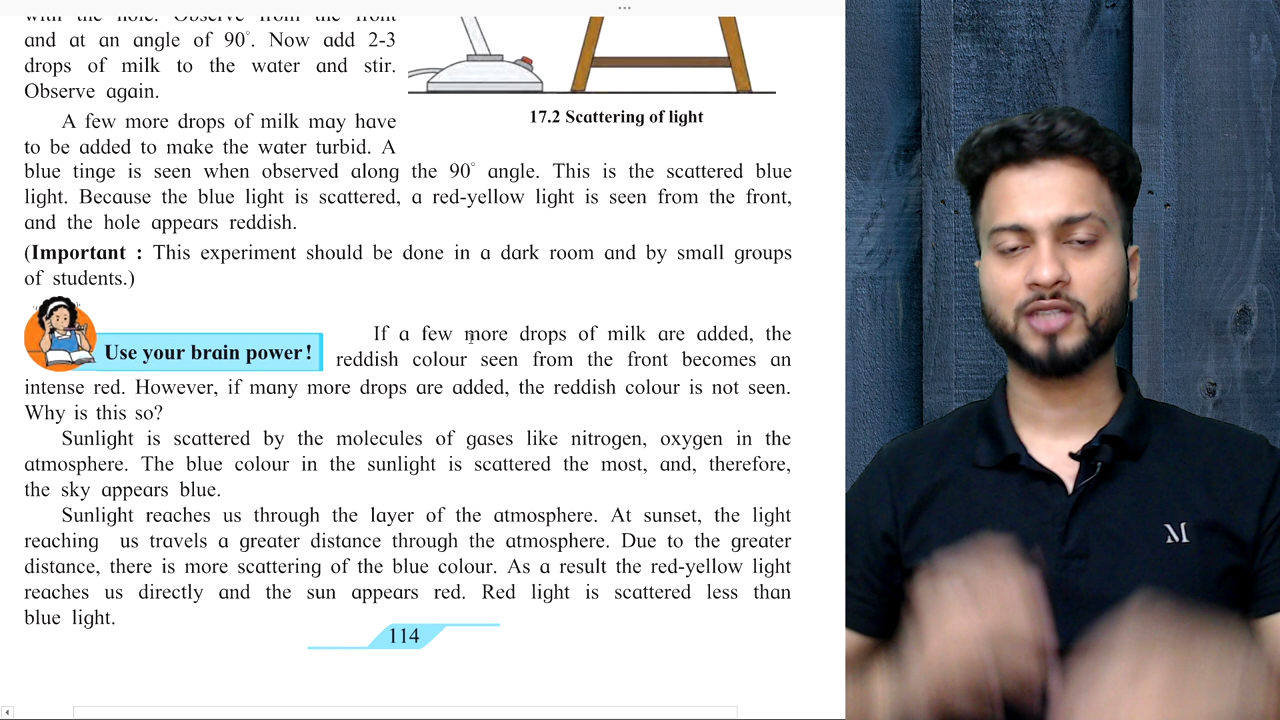 with the hole. Observe from the front
and at an angle of 90°. Now add 2-3
drops of milk to the water and stir.
Observe again.
17.2 Scattering of light
A few more drops of milk may have
to be added to make the water turbid. A
blue tinge is seen when observed along the 90° angle. This is the scattered blue
light. Because the blue light is scattered, a red-yellow light is seen from the front,
and the hole appears reddish.
(Important : This experiment should be done in a dark room and by small groups
of students.)
Use your brain power!
If a few more drops of milk are added, the
reddish colour seen from the front becomes an
intense red. However, if many more drops are added, the reddish colour is not seen.
Why is this so?
Sunlight is scattered by the molecules of gases like nitrogen, oxygen in the
atmosphere. The blue colour in the sunlight is scattered the most, and, therefore,
the sky appears blue.
Sunlight reaches us through the layer of the atmosphere. At sunset, the light
reaching us travels a greater distance through the atmosphere. Due to the greater
distance, there is more scattering of the blue colour. As a result the red-yellow light
reaches us directly and the sun appears red. Red light is scattered less than
blue light.
114
M